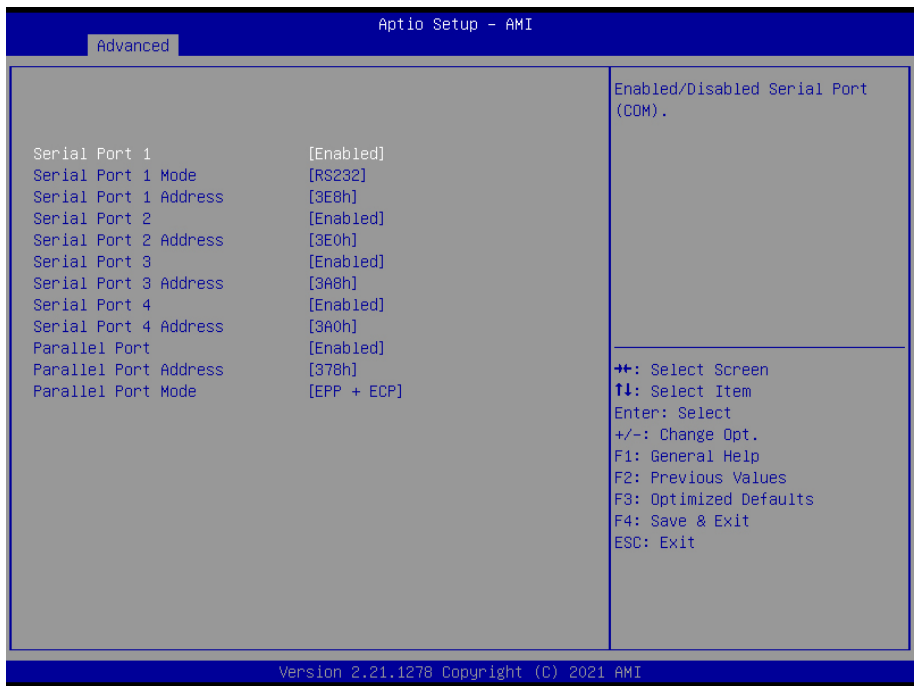 Aptio Setup – AMI
Advanced
Enabled/Disabled Serial Port
(COM).
Serial Port 1 [Enabled]
Serial Port 1 Mode [RS232]
Serial Port 1 Address [3E8h]
Serial Port 2 [Enabled]
Serial Port 2 Address [3E0h]
Serial Port 3 [Enabled]
Serial Port 3 Address [3A8h]
Serial Port 4 [Enabled]
Serial Port 4 Address [3A0h]
Parallel Port [Enabled]
Parallel Port Address [378h]
Parallel Port Mode [EPP + ECP]
→←: Select Screen
↑↓: Select Item
Enter: Select
+/-: Change Opt.
F1: General Help
F2: Previous Values
F3: Optimized Defaults
F4: Save & Exit
ESC: Exit
Version 2.21.1278 Copyright (C) 2021 AMI